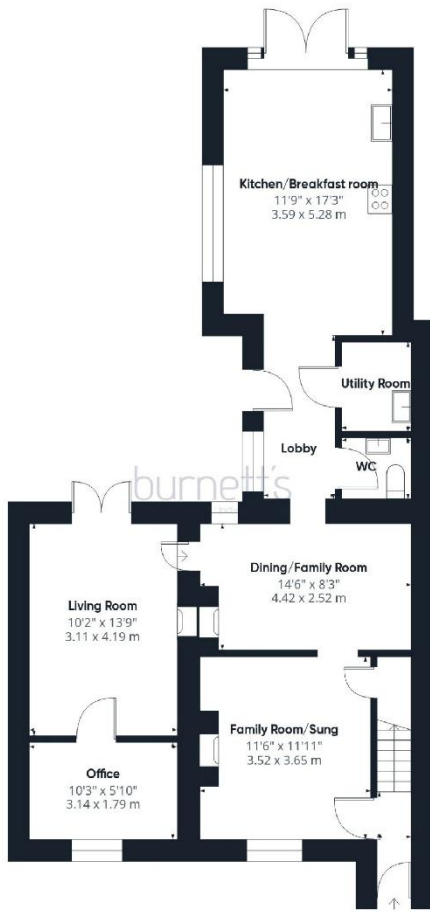 Kitchen/Breakfast room
11'9" x 17'3"
3.59 x 5.28 m
Utility Room
Lobby
WC
burnett's
Dining/Family Room
14'6" x 8'3"
4.42 x 2.52 m
Living Room
10'2" x 13'9"
3.11 x 4.19 m
Family Room/Snug
11'6" x 11'11"
3.52 x 3.65 m
Office
10'3" x 5'10"
3.14 x 1.79 m